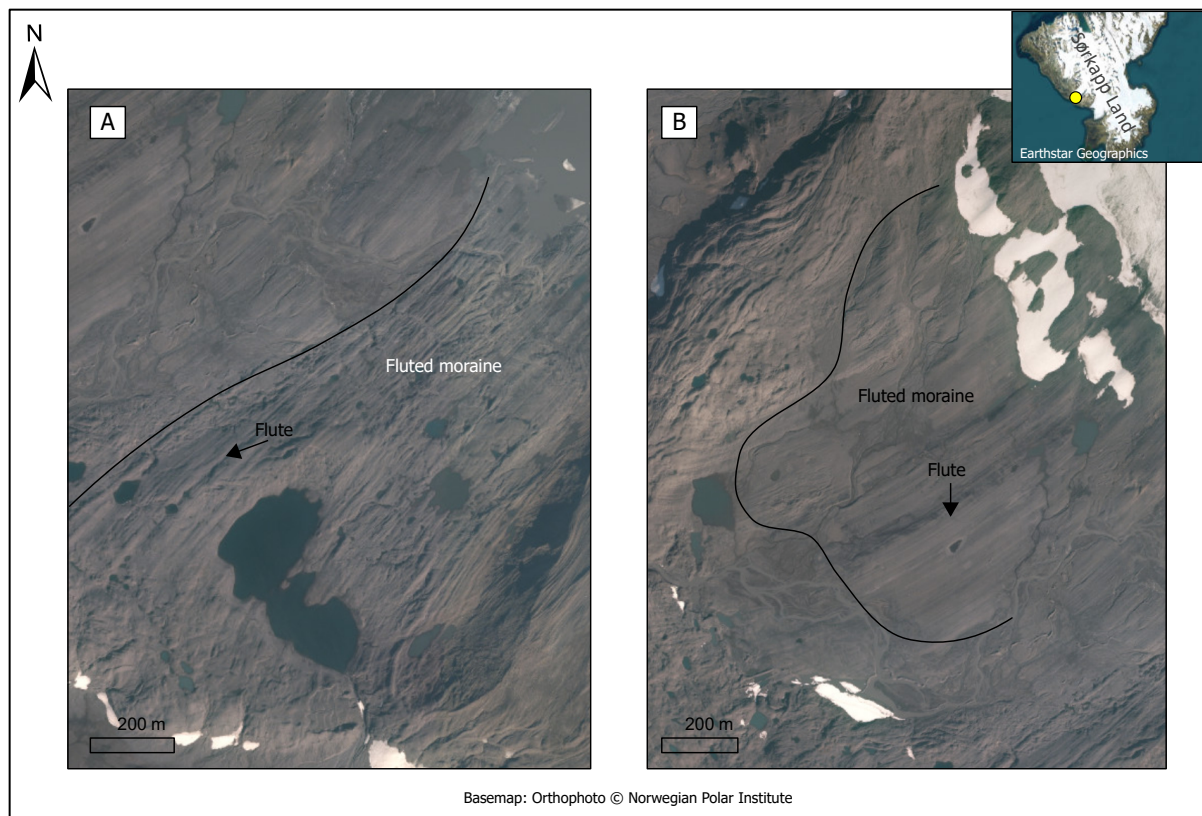 N
A
Fluted moraine
Flute
200 m
B
Fluted moraine
Flute
200 m
Sørkapp Land
Earthstar Geographics
Basemap: Orthophoto © Norwegian Polar Institute